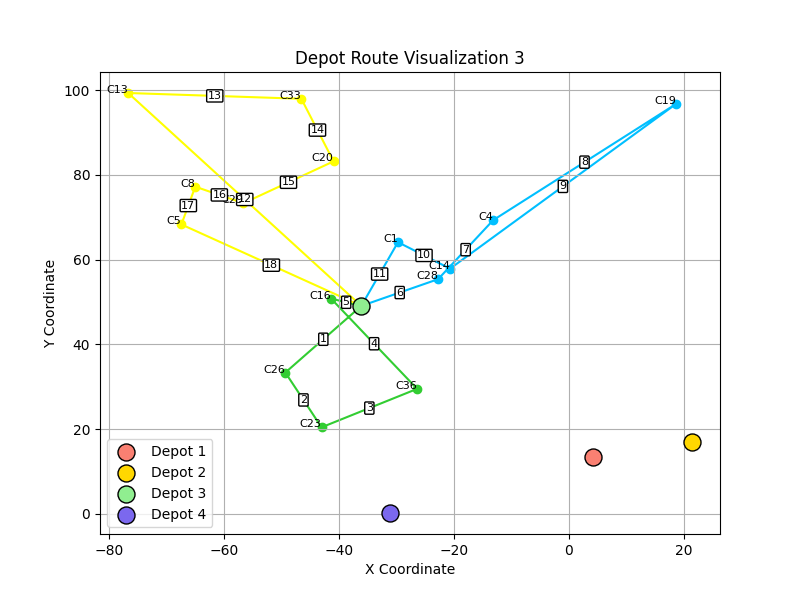 Depot Route Visualization 3
Y Coordinate
100
80
60
40
20
0
−80
−60
−40
−20
0
20
X Coordinate
C13
13
C33
14
C20
15
C8
16
12
17
C5
18
C19
8
9
C4
7
C1
10
C14
11
C28
6
C16
5
1
4
C26
2
C36
3
C23
Depot 1
Depot 2
Depot 3
Depot 4